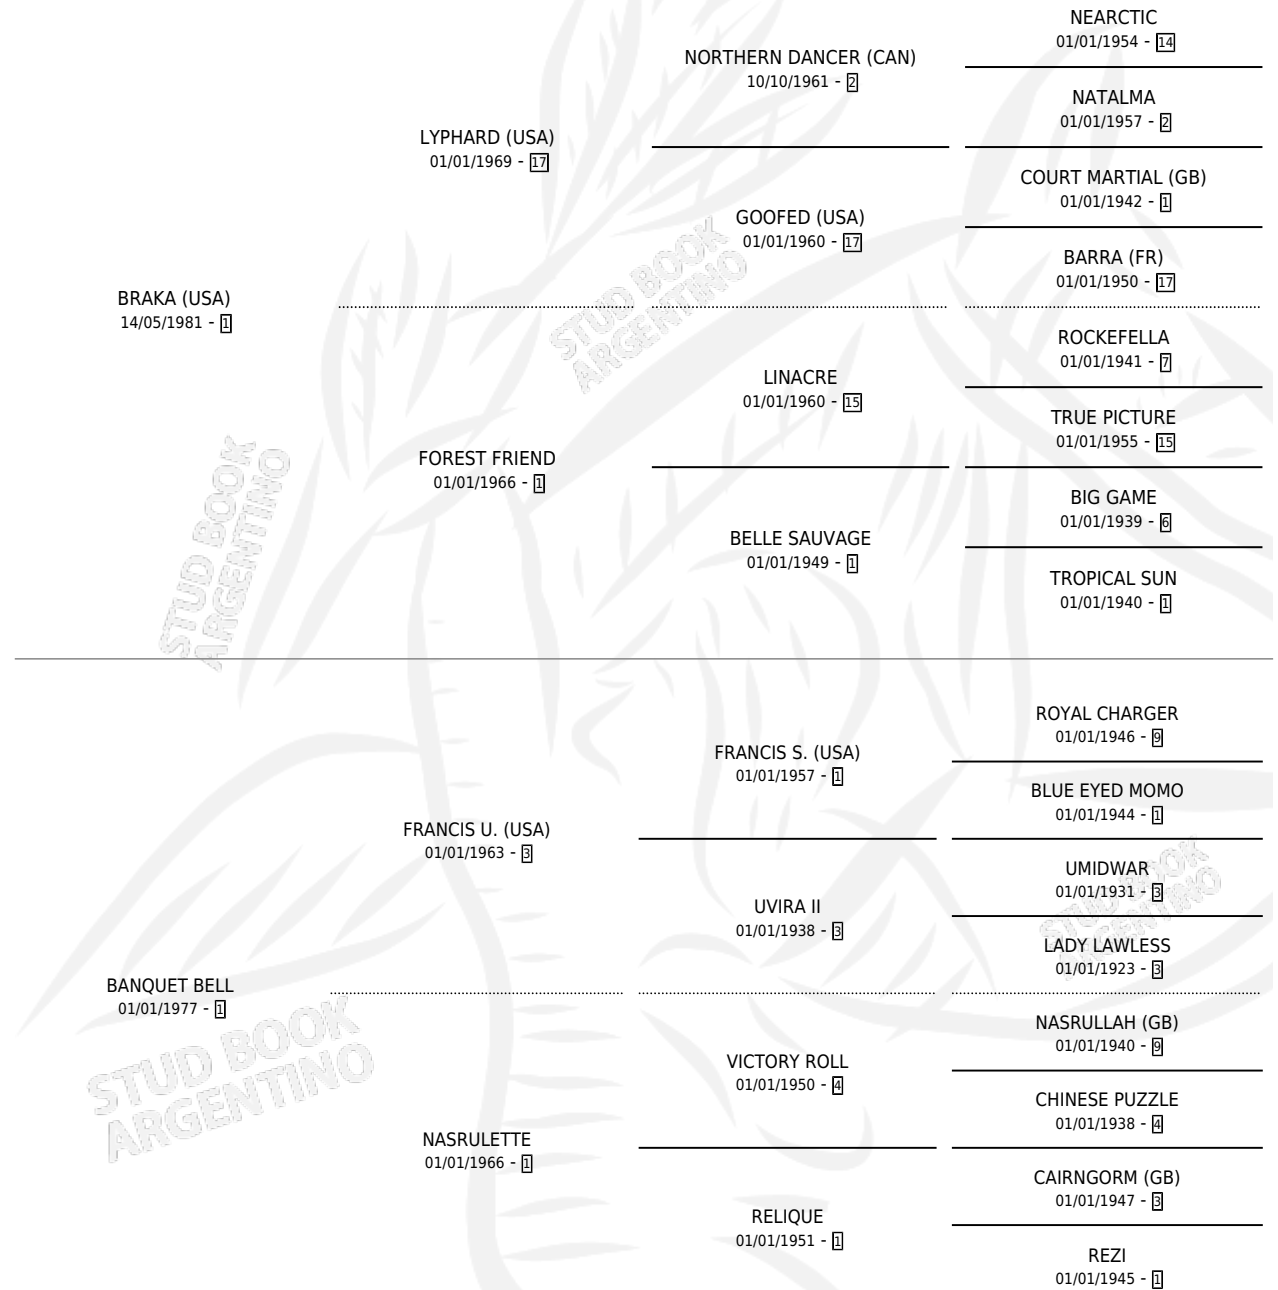 NEARCTIC
01/01/1954 - 14
NORTHERN DANCER (CAN)
10/10/1961 - 2
NATALMA
01/01/1957 - 2
LYPHARD (USA)
01/01/1969 - 17
COURT MARTIAL (GB)
01/01/1942 - 1
GOOFED (USA)
01/01/1960 - 17
BARRA (FR)
01/01/1950 - 17
BRAKA (USA)
14/05/1981 - 1
STUD BOOK
ARGENTINO
ROCKEFELLA
01/01/1941 - 7
LINACRE
01/01/1960 - 15
TRUE PICTURE
01/01/1955 - 15
FOREST FRIEND
01/01/1966 - 1
BIG GAME
01/01/1939 - 6
BELLE SAUVAGE
01/01/1949 - 1
TROPICAL SUN
01/01/1940 - 1
STUD BOOK
ARGENTINO
ROYAL CHARGER
01/01/1946 - 9
FRANCIS S. (USA)
01/01/1957 - 1
BLUE EYED MOMO
01/01/1944 - 1
FRANCIS U. (USA)
01/01/1963 - 3
UMIDWAR
01/01/1931 - 3
UVIRA II
01/01/1938 - 3
STUD BOOK
ARGENTINO
LADY LAWLESS
01/01/1923 - 3
BANQUET BELL
01/01/1977 - 1
NASRULLAH (GB)
01/01/1940 - 9
VICTORY ROLL
01/01/1950 - 4
STUD BOOK
ARGENTINO
CHINESE PUZZLE
01/01/1938 - 4
NASRULETTE
01/01/1966 - 1
CAIRNGORM (GB)
01/01/1947 - 3
RELIQUE
01/01/1951 - 1
REZI
01/01/1945 - 1